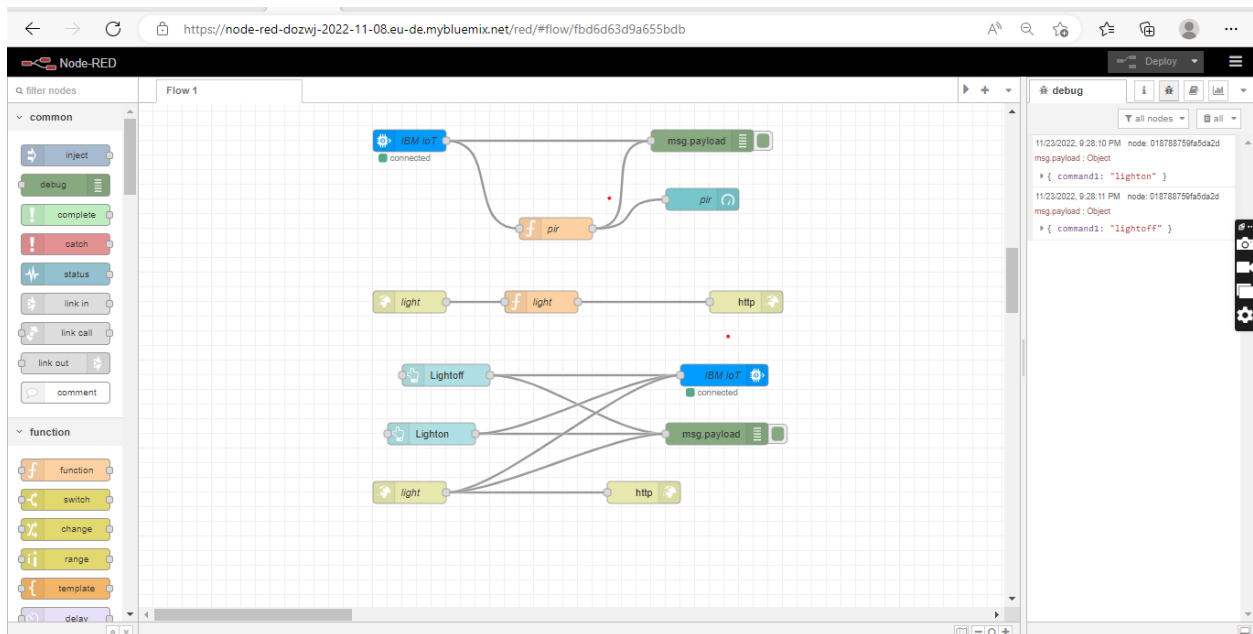 https://node-red-dozwj-2022-11-08.eu-de.mybluemix.net/red/#flow/fbd6d63d9a655bdb
Node-RED
Deploy
filter nodes
Flow 1
debug
all nodes
all
common
inject
debug
complete
catch
status
link in
link call
link out
comment
function
function
switch
change
range
template
delay
IBM IoT
connected
msg.payload
pir
pir
light
light
http
Lightoff
IBM IoT
connected
Lighton
msg.payload
light
http
11/23/2022, 9:28:10 PM node: 018788759fa5da2d
msg.payload : Object
{ command1: "lighton" }
11/23/2022, 9:28:11 PM node: 018788759fa5da2d
msg.payload : Object
{ command1: "lightoff" }